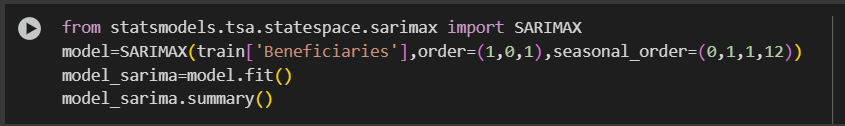 from statsmodels.tsa.statespace.sarimax import SARIMAX
model=SARIMAX(train['Beneficiaries'],order=(1,0,1),seasonal_order=(0,1,1,12))
model_sarima=model.fit()
model_sarima.summary()